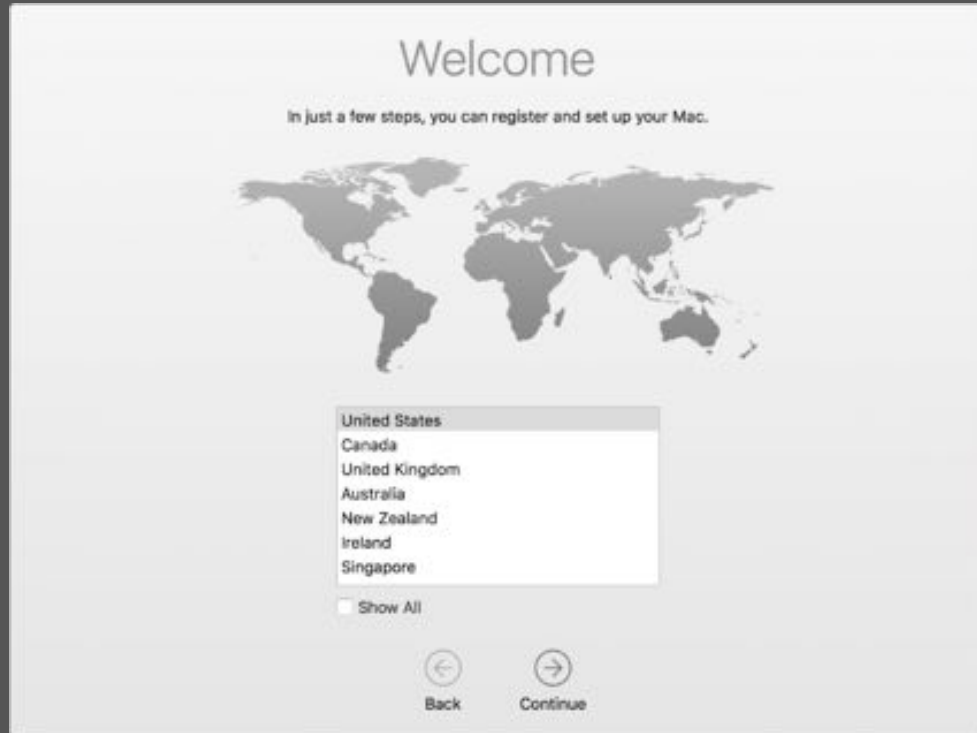 Welcome
In just a few steps, you can register and set up your Mac.
United States
Canada
United Kingdom
Australia
New Zealand
Ireland
Singapore
Show All
Back
Continue